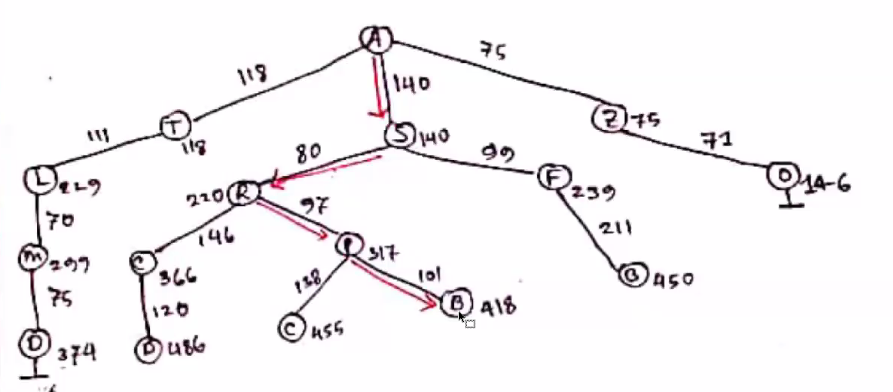 A
75
118
140
T
118
Z 75
111
S 140
71
80
99
L 229
220 R
F 239
O 146
70
97
146
211
m 299
C 366
P 317
B 450
75
120
138
101
B 418
D 374
D 486
C 455